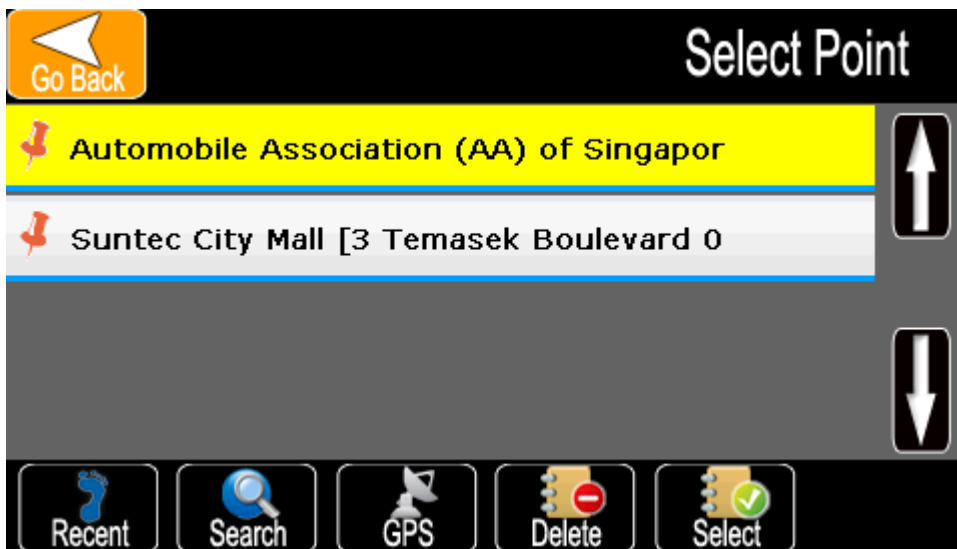 Go Back
Select Point
Automobile Association (AA) of Singapor
Suntec City Mall [3 Temasek Boulevard 0
Recent
Search
GPS
Delete
Select